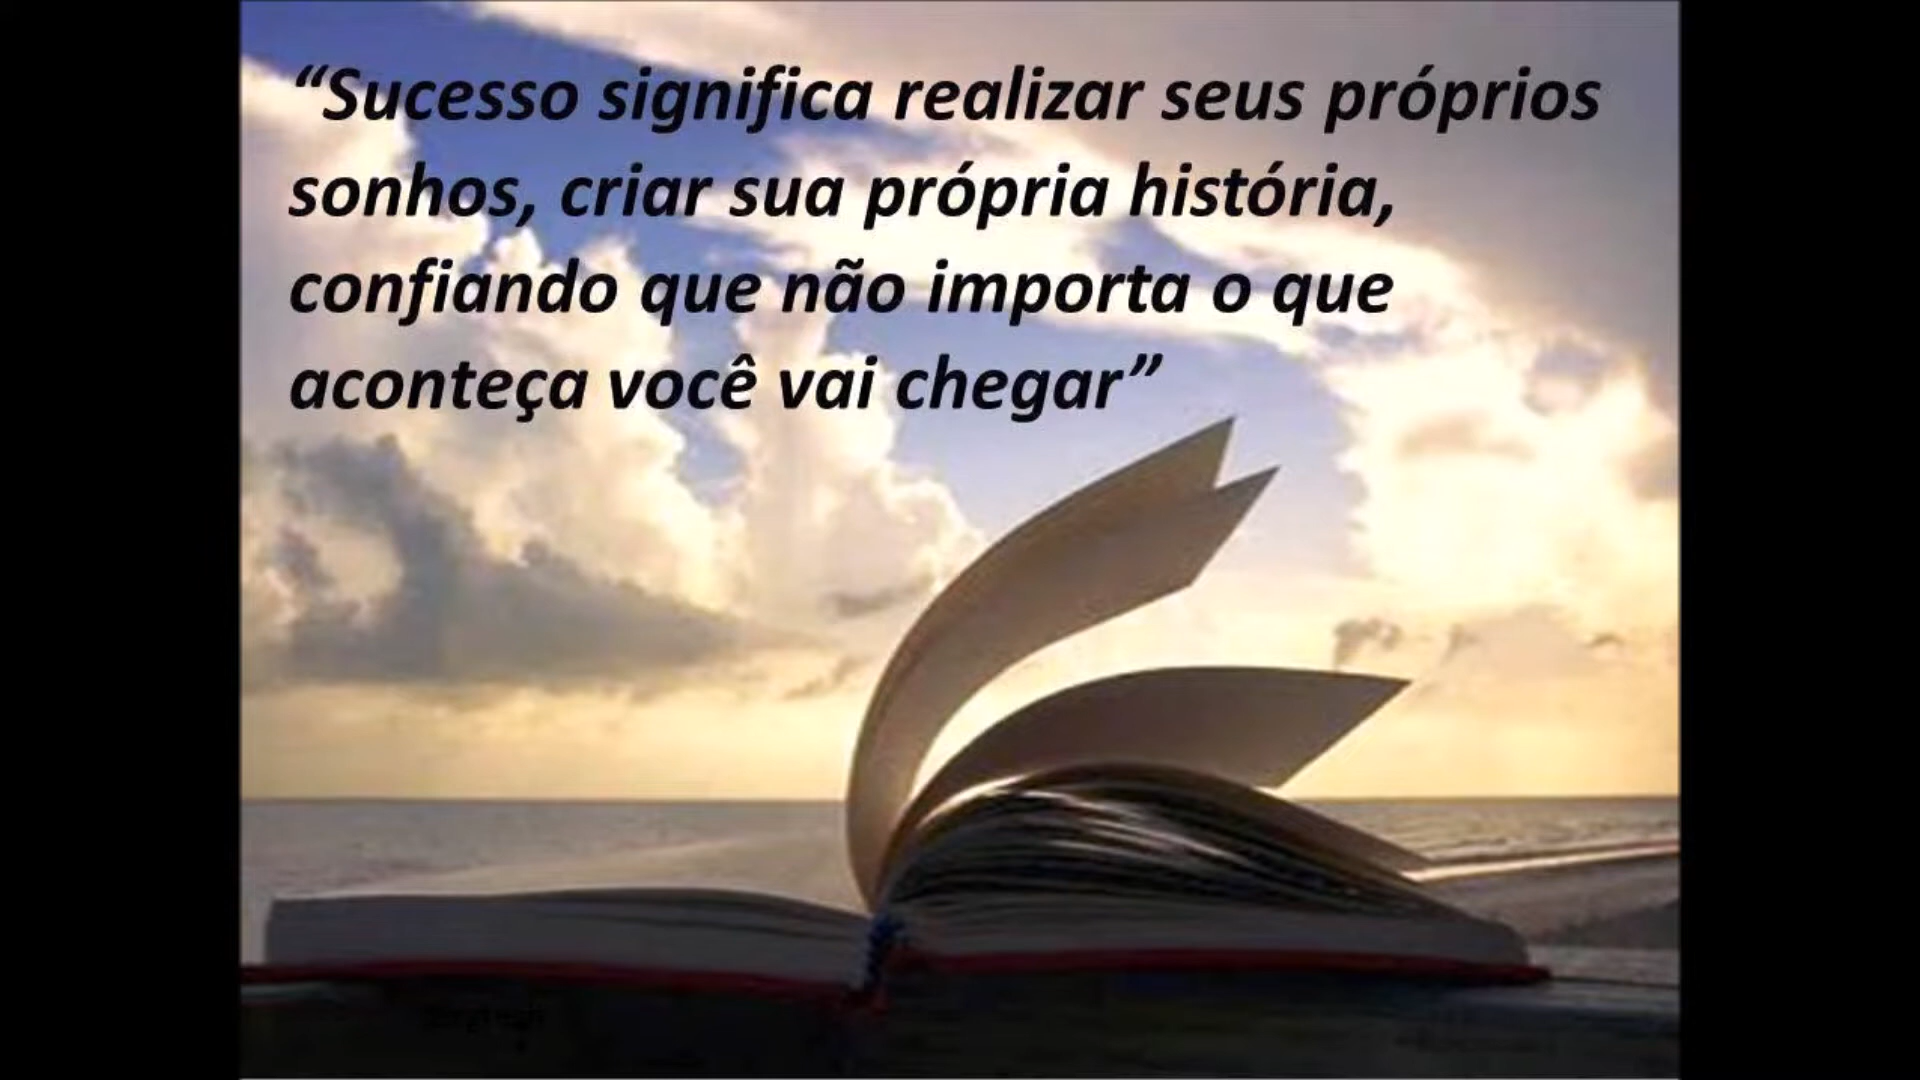 “Sucesso significa realizar seus próprios
sonhos, criar sua própria história,
confiando que não importa o que
aconteça você vai chegar”